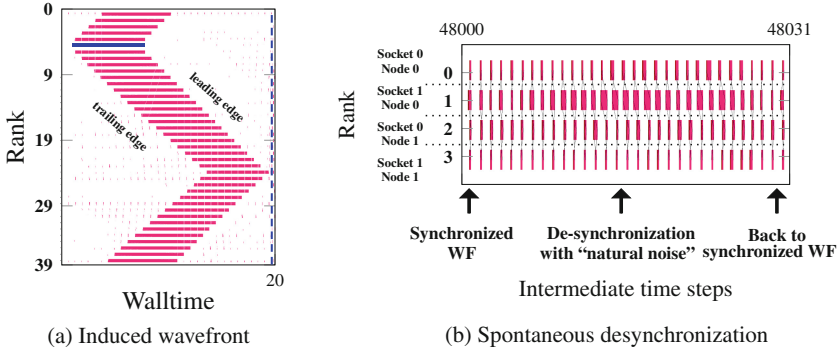 0
9
19
29
39
Rank
leading edge
trailing edge
20
Walltime
(a) Induced wavefront
48000
48031
Socket 0
Node 0
Socket 1
Node 0
Socket 0
Node 1
Socket 1
Node 1
Rank
0
1
2
3
Synchronized
WF
De-synchronization
with “natural noise”
Back to
synchronized WF
Intermediate time steps
(b) Spontaneous desynchronization